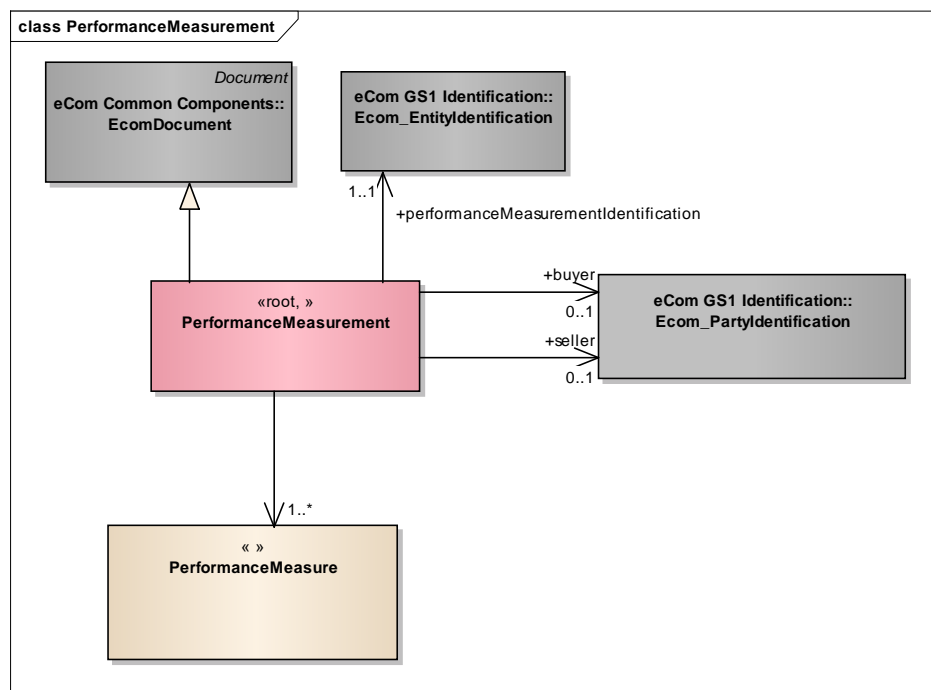 class PerformanceMeasurement
Document
eCom Common Components::
EcomDocument
eCom GS1 Identification::
Ecom_EntityIdentification
1..1
+performanceMeasurementIdentification
«root, »
PerformanceMeasurement
+buyer
0..1
+seller
0..1
eCom GS1 Identification::
Ecom_PartyIdentification
1..*
« »
PerformanceMeasure